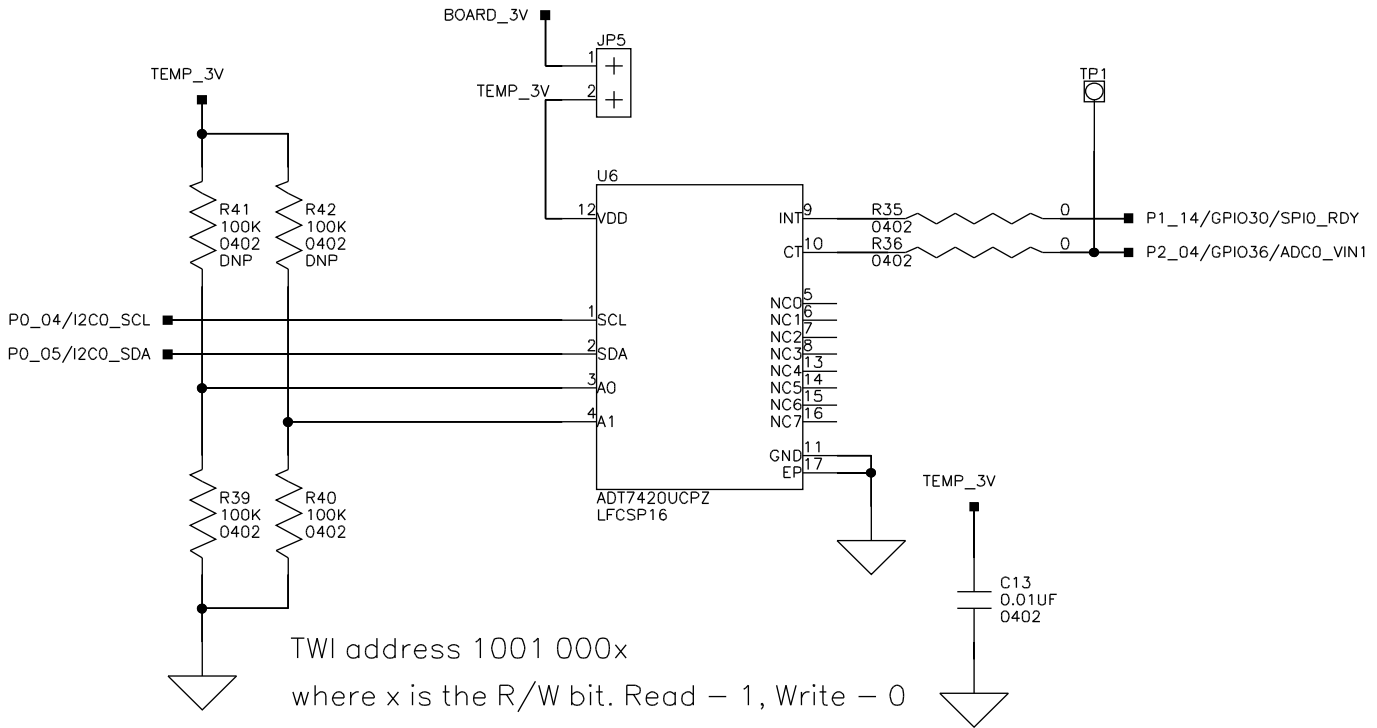 BOARD_3V
JP5
1
TEMP_3V
2
TEMP_3V
TP1
U6
R41
100K
0402
DNP
R42
100K
0402
DNP
12 VDD
INT 9
R35
0402
0
P1_14/GPIO30/SPI0_RDY
CT 10
R36
0402
0
P2_04/GPIO36/ADC0_VIN1
NC0 5
NC1 6
NC2 7
NC3 8
NC4 13
NC5 14
NC6 15
NC7 16
P0_04/I2C0_SCL
1 SCL
P0_05/I2C0_SDA
2 SDA
3 A0
4 A1
GND 11
EP 17
ADT7420UCPZ
LFCSP16
R39
100K
0402
R40
100K
0402
TEMP_3V
C13
0.01UF
0402
TWI address 1001 000x
where x is the R/W bit. Read – 1, Write – 0